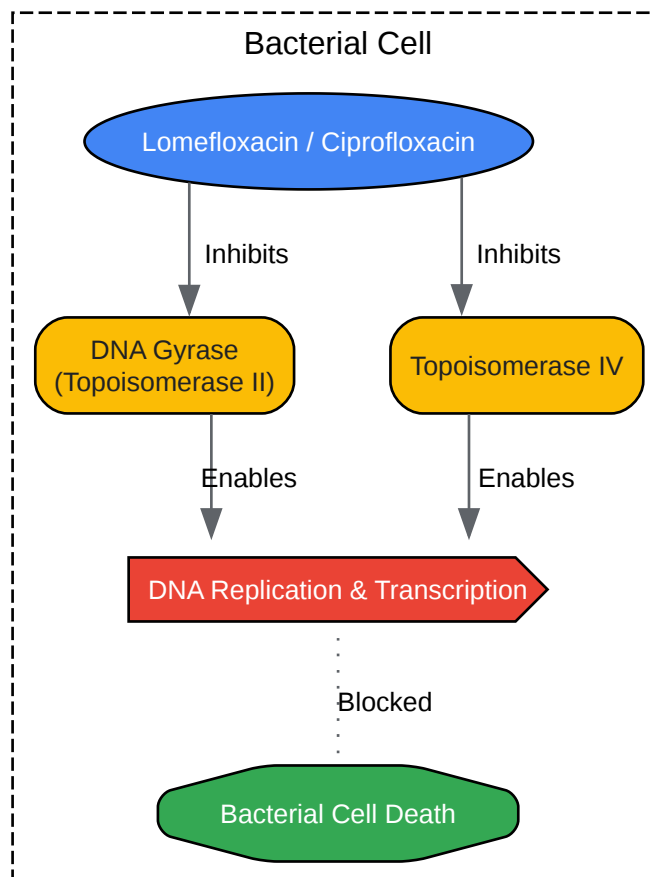 Bacterial Cell
Lomefloxacin / Ciprofloxacin
Inhibits
Inhibits
DNA Gyrase
(Topoisomerase II)
Topoisomerase IV
Enables
Enables
DNA Replication & Transcription
Blocked
Bacterial Cell Death